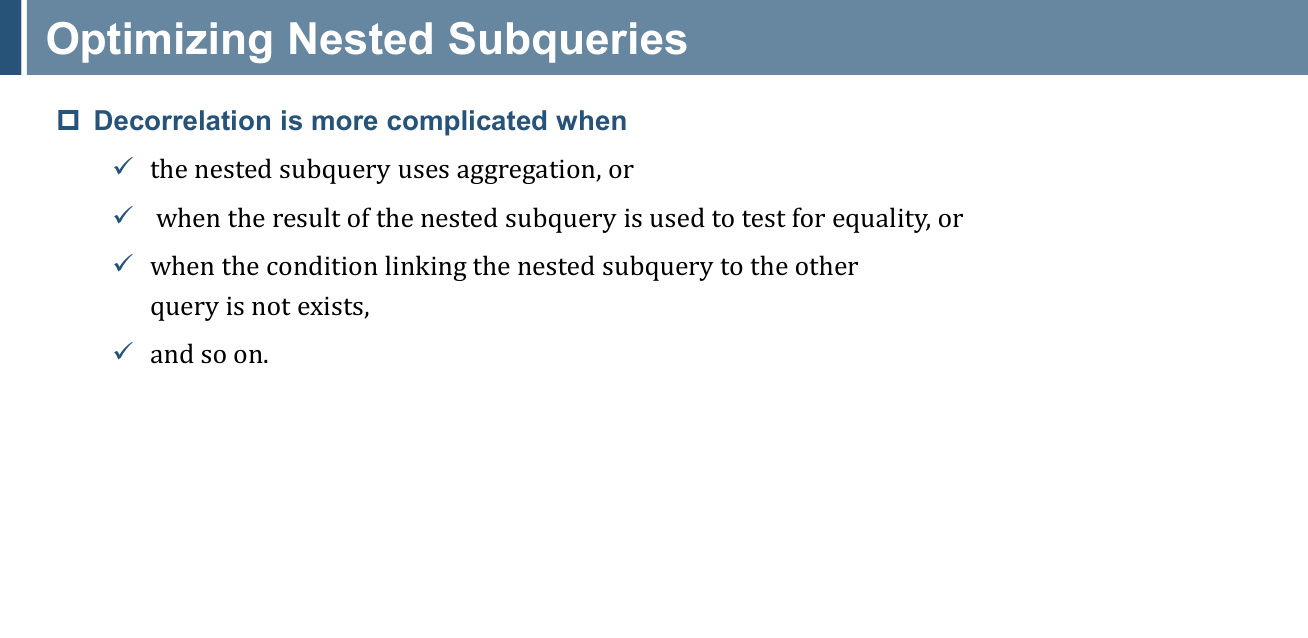 Optimizing Nested Subqueries
Decorrelation is more complicated when
the nested subquery uses aggregation, or
when the result of the nested subquery is used to test for equality, or
when the condition linking the nested subquery to the other
query is not exists,
and so on.